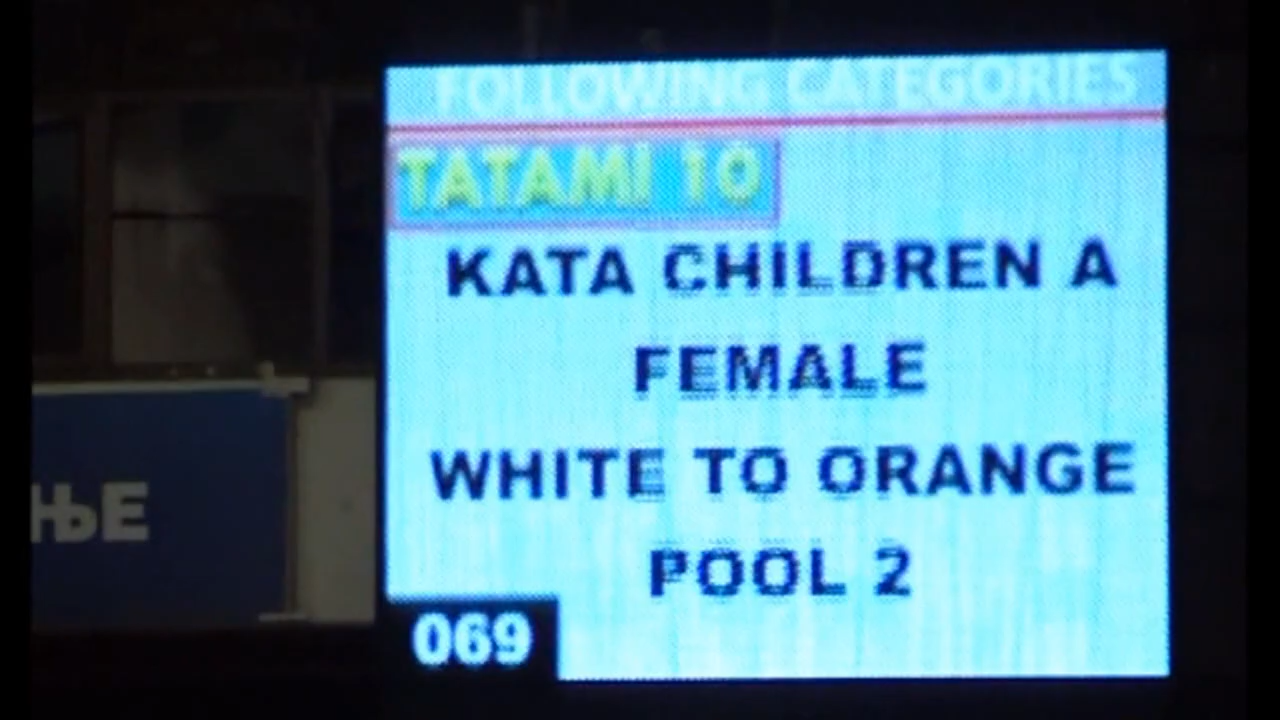 FOLLOWING CATEGORIES
TATAMI 10
KATA CHILDREN A
FEMALE
WHITE TO ORANGE
POOL 2
069
ЊЕ